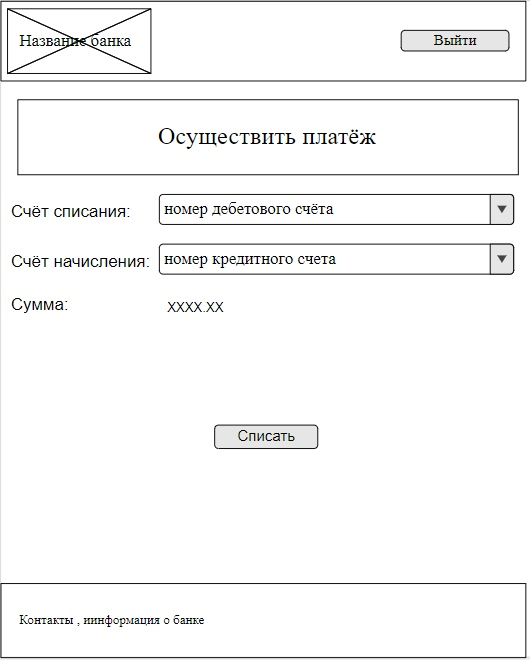 Название банка
Выйти
Осуществить платёж
Счёт списания:
номер дебетового счёта
Счёт начисления:
номер кредитного счета
Сумма:
XXXX.XX
Списать
Контакты , иинформация о банке